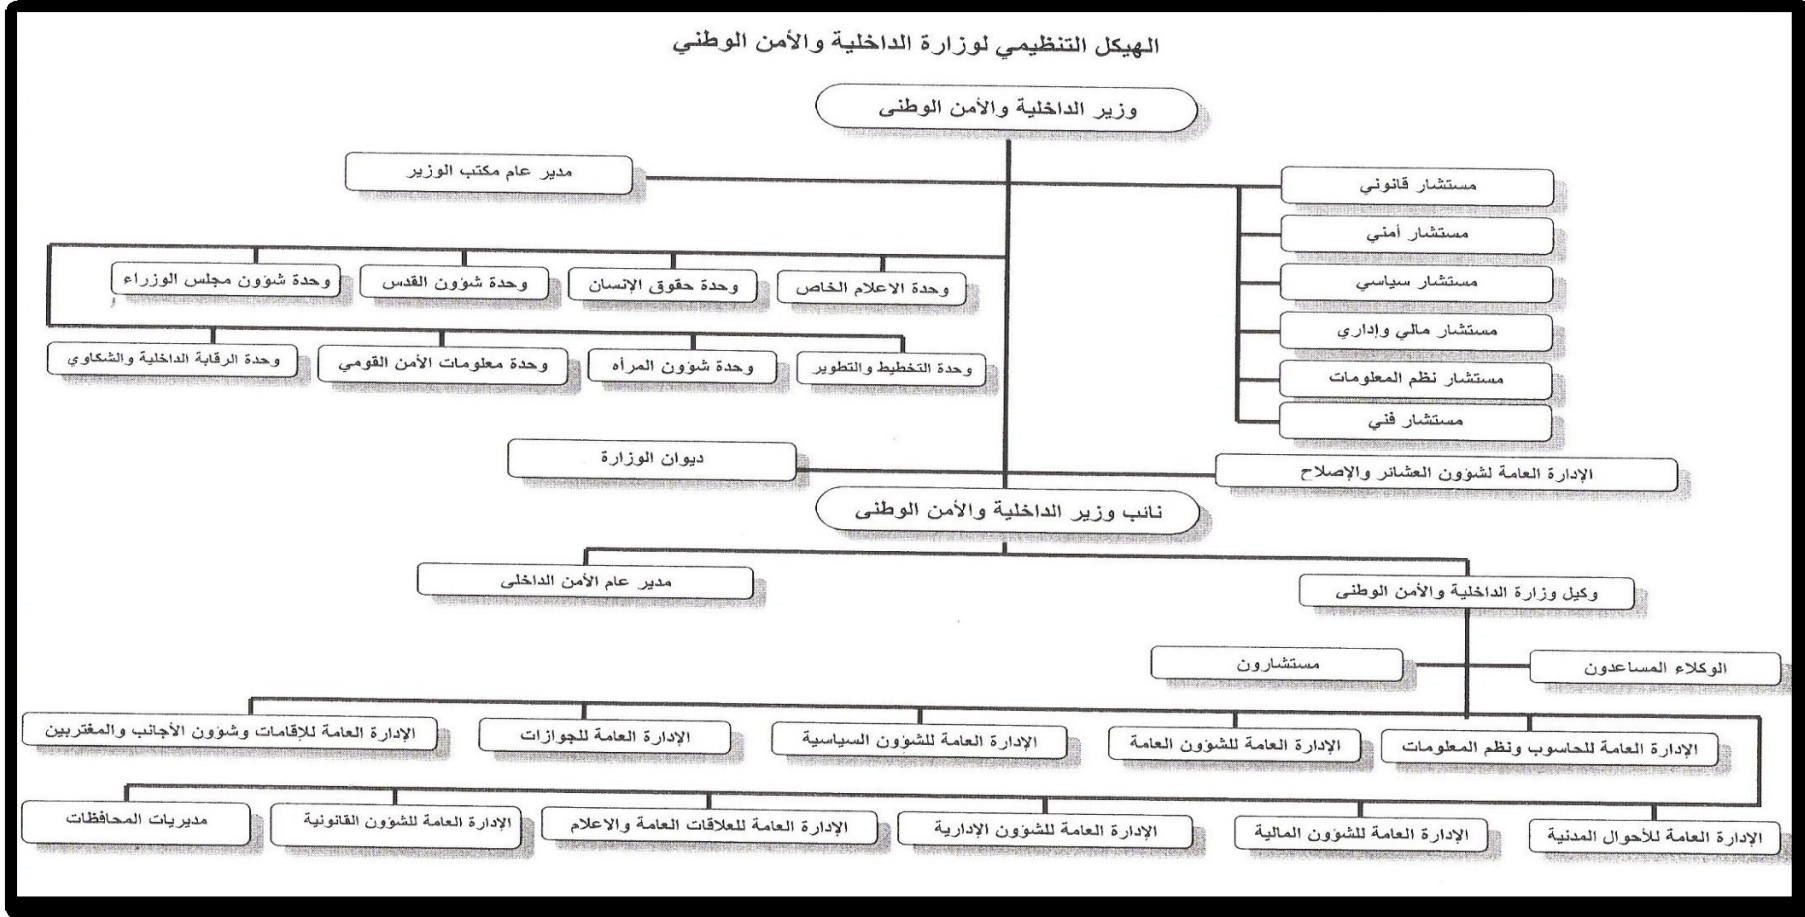 الهيكل التنظيمي لوزارة الداخلية والأمن الوطني
وزير الداخلية والأمن الوطنى
مدير عام مكتب الوزير
مستشار قانوني
مستشار أمني
مستشار سياسي
مستشار مالي وإداري
مستشار نظم المعلومات
مستشار فني
وحدة الاعلام الخاص
وحدة حقوق الإنسان
وحدة شؤون القدس
وحدة شؤون مجلس الوزراء
وحدة التخطيط والتطوير
وحدة شؤون المرأه
وحدة معلومات الأمن القومي
وحدة الرقابة الداخلية والشكاوي
ديوان الوزارة
الإدارة العامة لشؤون العشائر والإصلاح
نائب وزير الداخلية والأمن الوطنى
مدير عام الأمن الداخلى
وكيل وزارة الداخلية والأمن الوطنى
الوكلاء المساعدون
مستشارون
الإدارة العامة للحاسوب ونظم المعلومات
الإدارة العامة للشؤون العامة
الإدارة العامة للشؤون السياسية
الإدارة العامة للجوازات
الإدارة العامة للإقامات وشؤون الأجانب والمغتربين
الإدارة العامة للأحوال المدنية
الإدارة العامة للشؤون المالية
الإدارة العامة للشؤون الإدارية
الإدارة العامة للعلاقات العامة والاعلام
الإدارة العامة للشؤون القانونية
مديريات المحافظات